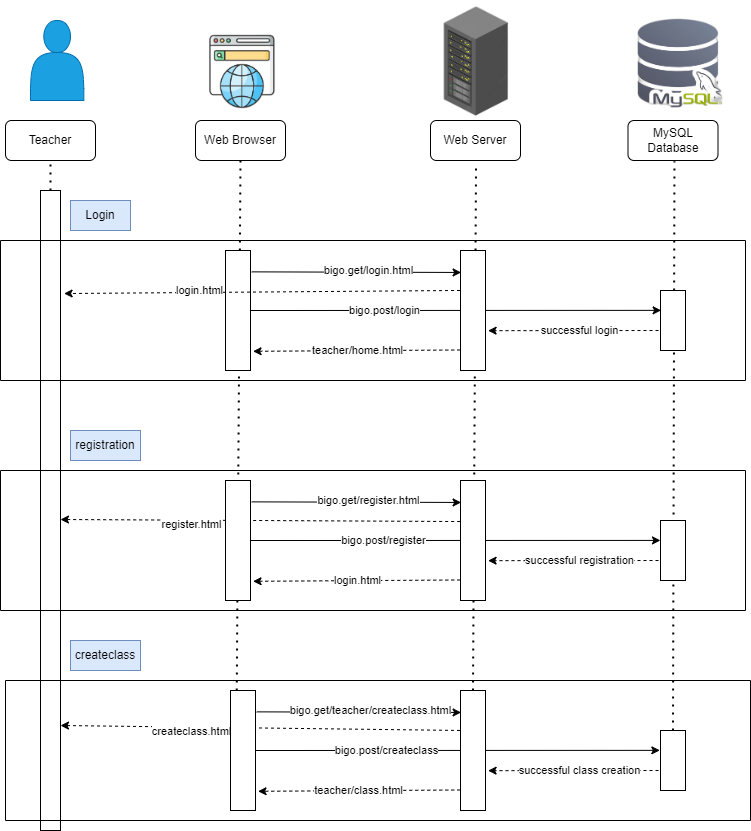 MySQL
Teacher
Web Browser
Web Server
MySQL
Database
Login
bigo.get/login.html
login.html
bigo.post/login
successful login
teacher/home.html
registration
bigo.get/register.html
register.html
bigo.post/register
successful registration
login.html
createclass
bigo.get/teacher/createclass.html
createclass.html
bigo.post/createclass
successful class creation
teacher/class.html